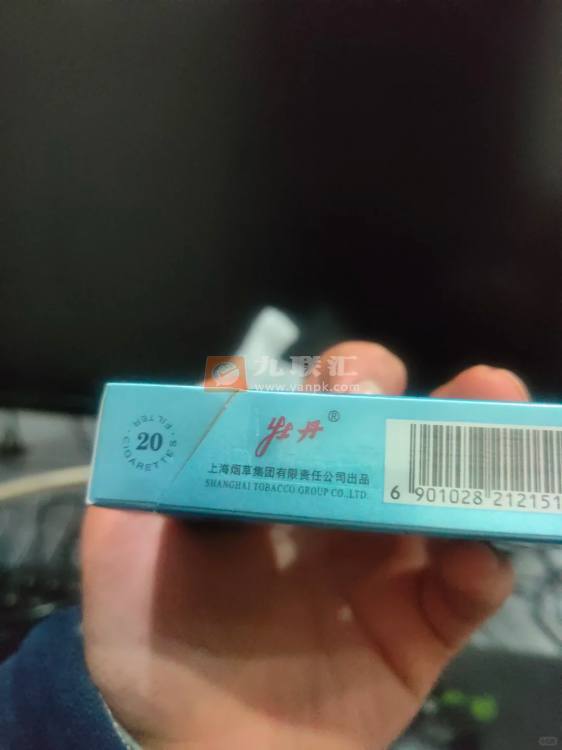 九联汇
www.yanpk.com
牡丹®
20
FILTER · CIGARETTES
上海烟草集团有限责任公司出品
SHANGHAI TOBACCO GROUP CO.,LTD.
6 901028 212151